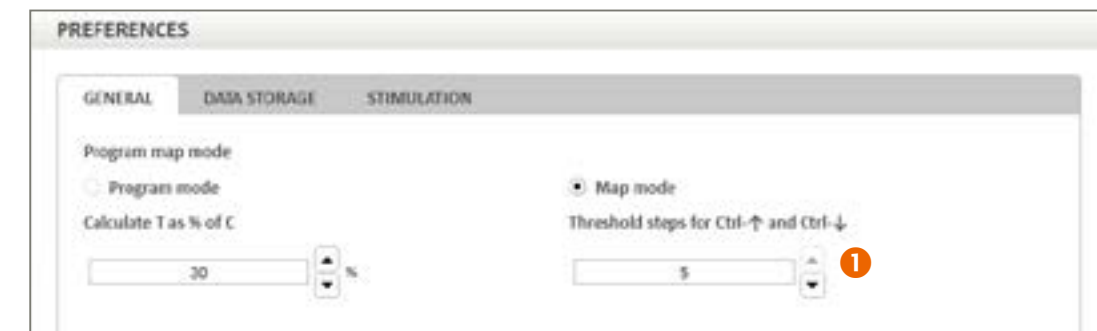 PREFERENCES
GENERAL DATA STORAGE STIMULATION
Program map mode
Program mode Map mode
Calculate T as % of C Threshold steps for Ctrl-↑ and Ctrl-↓
30 % 5 1